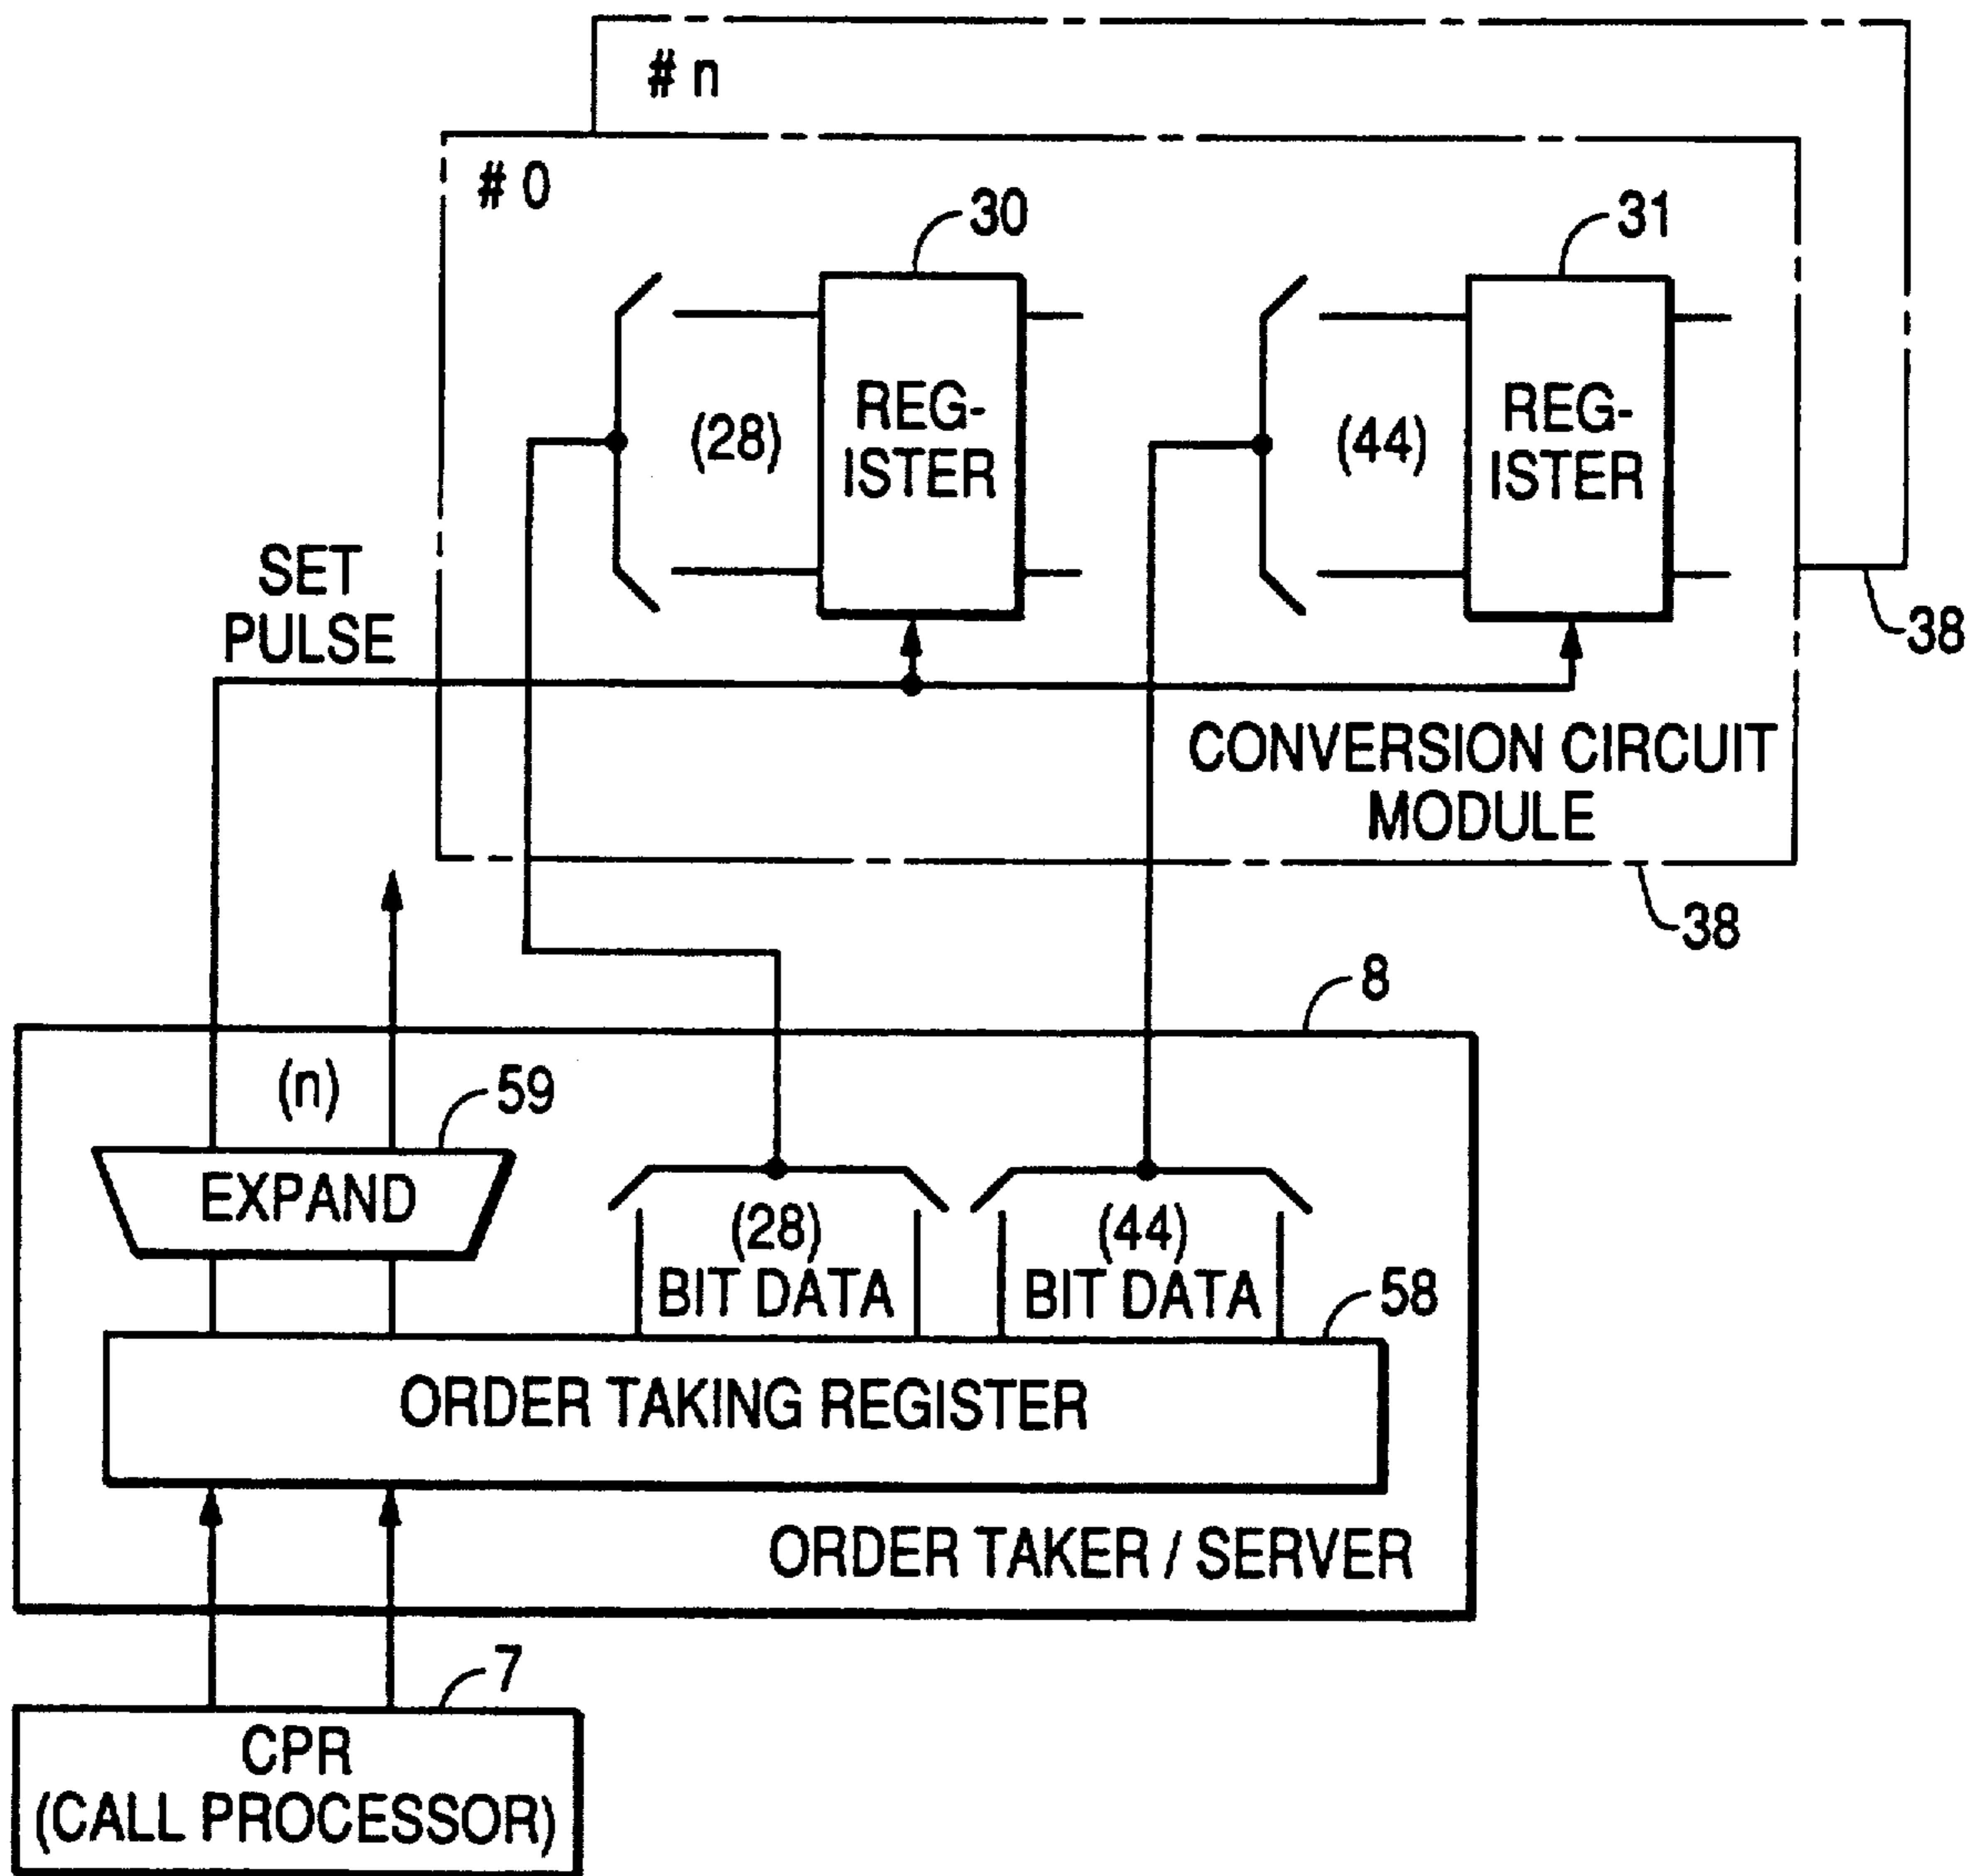 # n
# 0
30
31
REG-
ISTER
(28)
REG-
ISTER
(44)
SET
PULSE
38
CONVERSION CIRCUIT
MODULE
38
8
(n)
59
EXPAND
(28)
BIT DATA
(44)
BIT DATA
58
ORDER TAKING REGISTER
ORDER TAKER / SERVER
7
CPR
(CALL PROCESSOR)